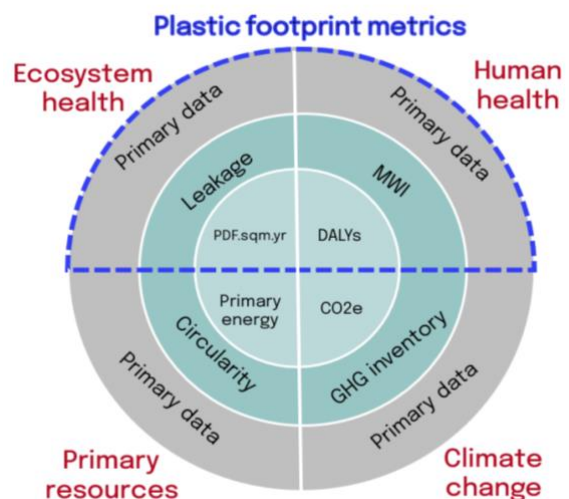 Plastic footprint metrics
Ecosystem
health
Human
health
Primary data
Primary data
Leakage
MWI
PDF.sqm.yr
DALYs
Primary
energy
CO2e
Circularity
GHG inventory
Primary data
Primary data
Primary
resources
Climate
change